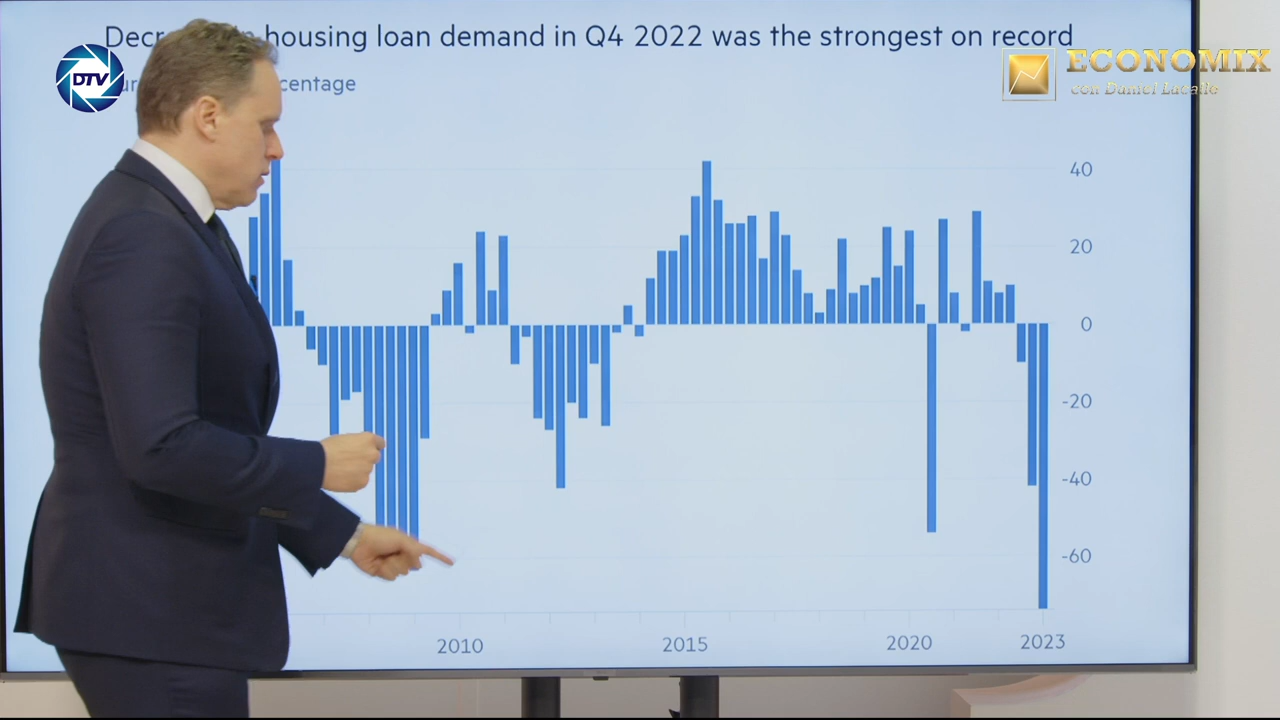 housing loan demand in Q4 2022 was the strongest on record
DTV
ECONOMIX
con Daniel Lacalle
40
20
0
-20
-40
-60
2010
2015
2020
2023